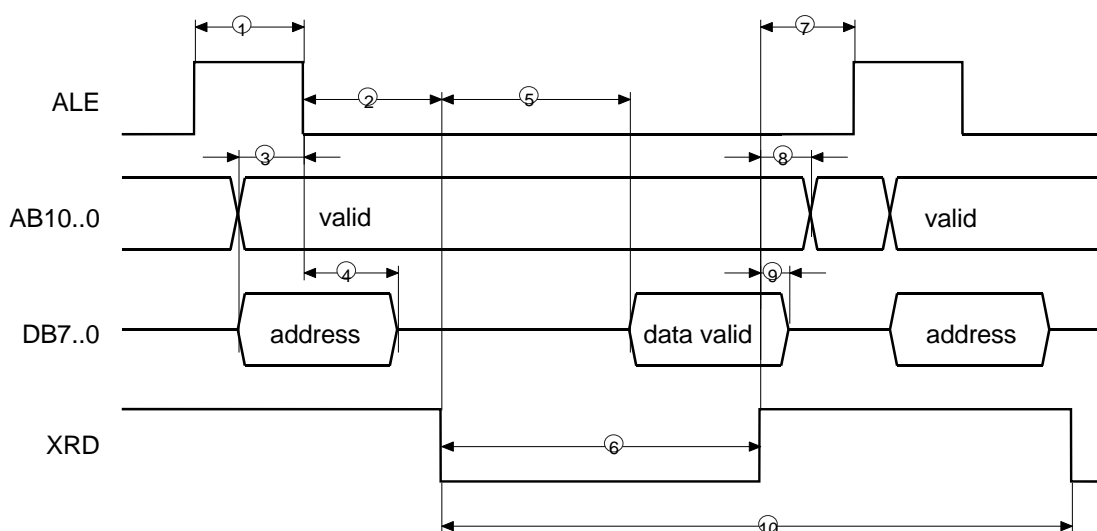 1 7
ALE 2 5
3 8
AB10..0 valid valid
4 9
DB7..0 address data valid address
XRD 6
10